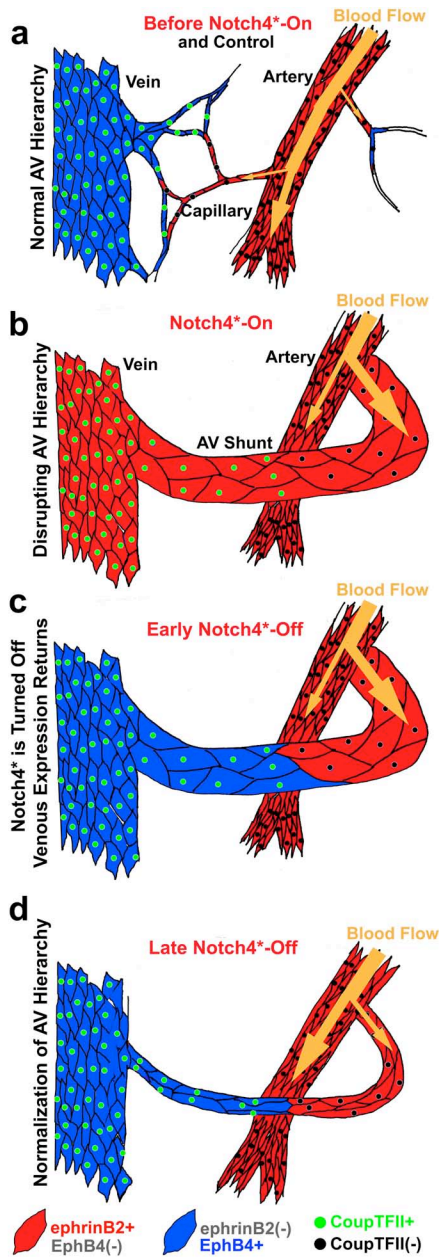 a
Before Notch4*-On
and Control
Blood Flow
Vein
Artery
Capillary
Normal AV Hierarchy
b
Notch4*-On
Blood Flow
Vein
Artery
AV Shunt
Disrupting AV Hierarchy
c
Early Notch4*-Off
Blood Flow
Notch4* is Turned Off
Venous Expression Returns
d
Late Notch4*-Off
Blood Flow
Normalization of AV Hierarchy
ephrinB2+
EphB4(-)
ephrinB2(-)
EphB4+
CoupTFII+
CoupTFII(-)